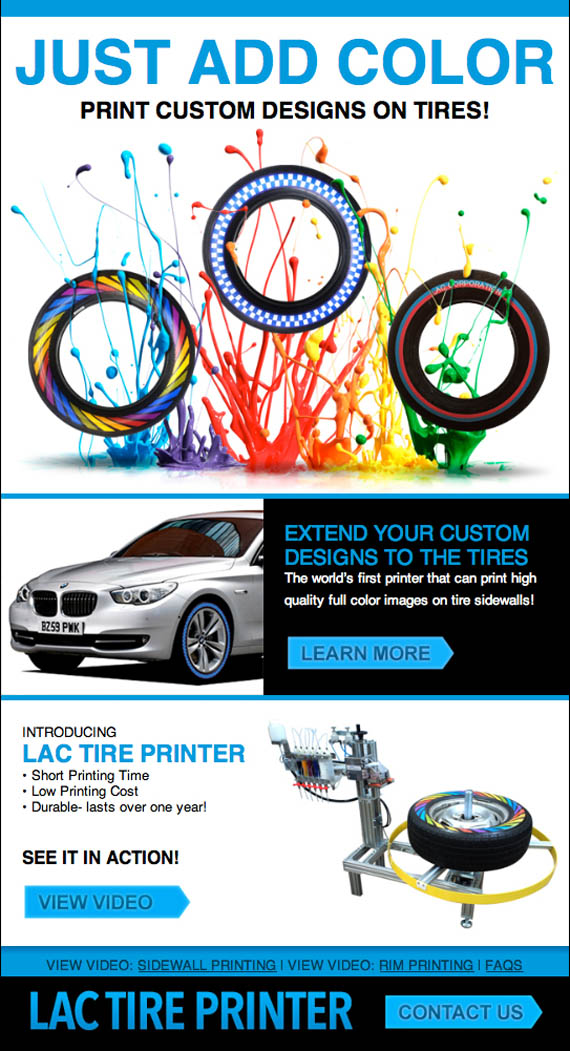 JUST ADD COLOR
PRINT CUSTOM DESIGNS ON TIRES!
LAC CORPORATION
EXTEND YOUR CUSTOM
DESIGNS TO THE TIRES
The world's first printer that can print high
quality full color images on tire sidewalls!
BZ59 PWK
LEARN MORE
INTRODUCING
LAC TIRE PRINTER
• Short Printing Time
• Low Printing Cost
• Durable- lasts over one year!
SEE IT IN ACTION!
VIEW VIDEO
VIEW VIDEO: SIDEWALL PRINTING | VIEW VIDEO: RIM PRINTING | FAQS
LAC TIRE PRINTER
CONTACT US